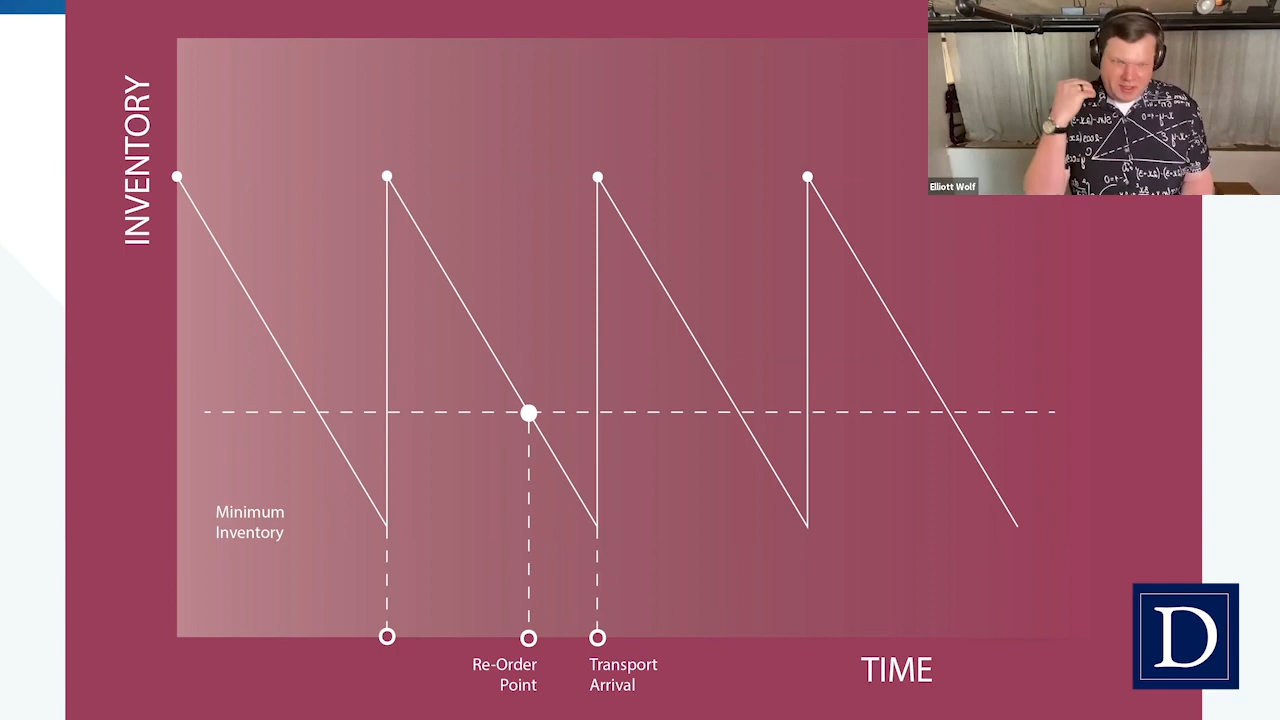 INVENTORY
Elliott Wolf
Minimum
Inventory
Re-Order
Point
Transport
Arrival
TIME
D